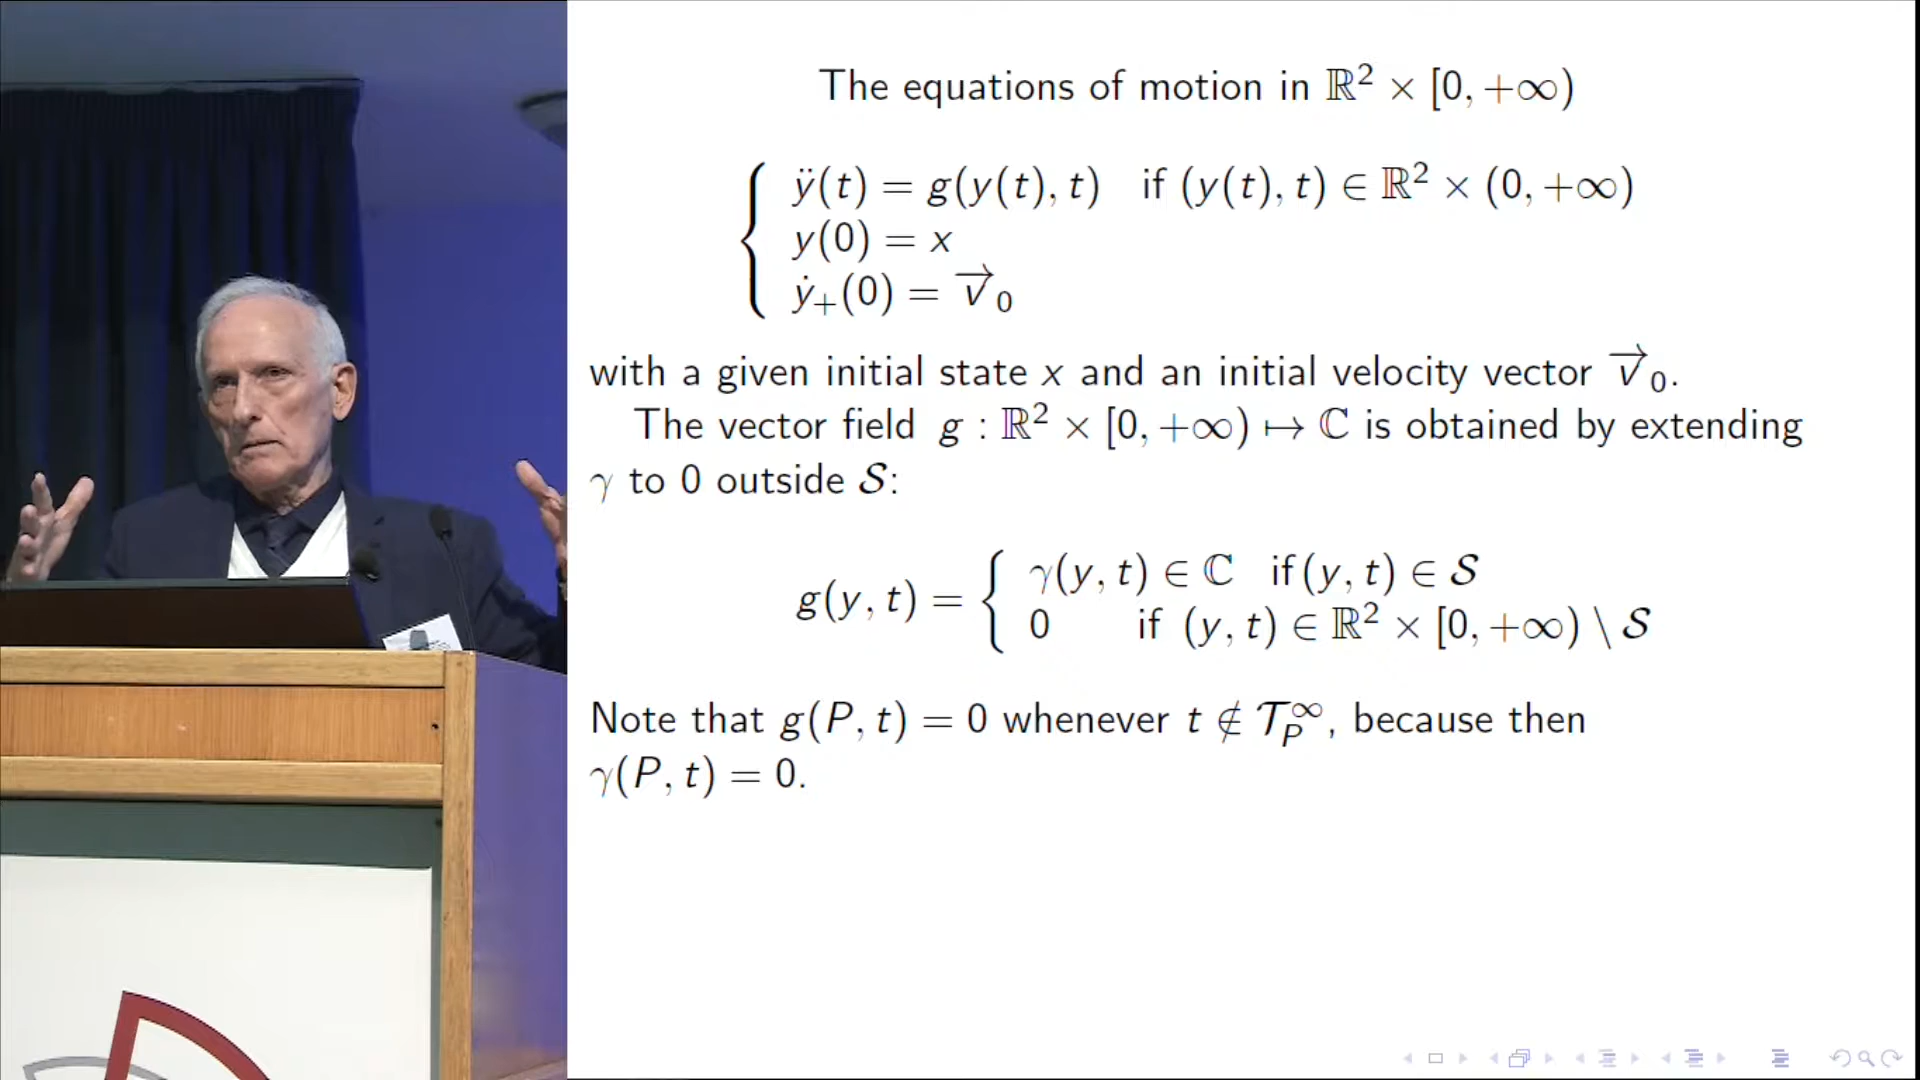 The equations of motion in ℝ² × [0, +∞)
ÿ(t) = g(y(t), t) if (y(t), t) ∈ ℝ² × (0, +∞)
y(0) = x
ẏ₊(0) = v⃗₀
with a given initial state x and an initial velocity vector v⃗₀.
The vector field g : ℝ² × [0, +∞) ↦ ℂ is obtained by extending
γ to 0 outside 𝒮:
g(y, t) = { γ(y, t) ∈ ℂ if (y, t) ∈ 𝒮
0 if (y, t) ∈ ℝ² × [0, +∞) \ 𝒮
Note that g(P, t) = 0 whenever t ∉ 𝒯_P^∞, because then
γ(P, t) = 0.